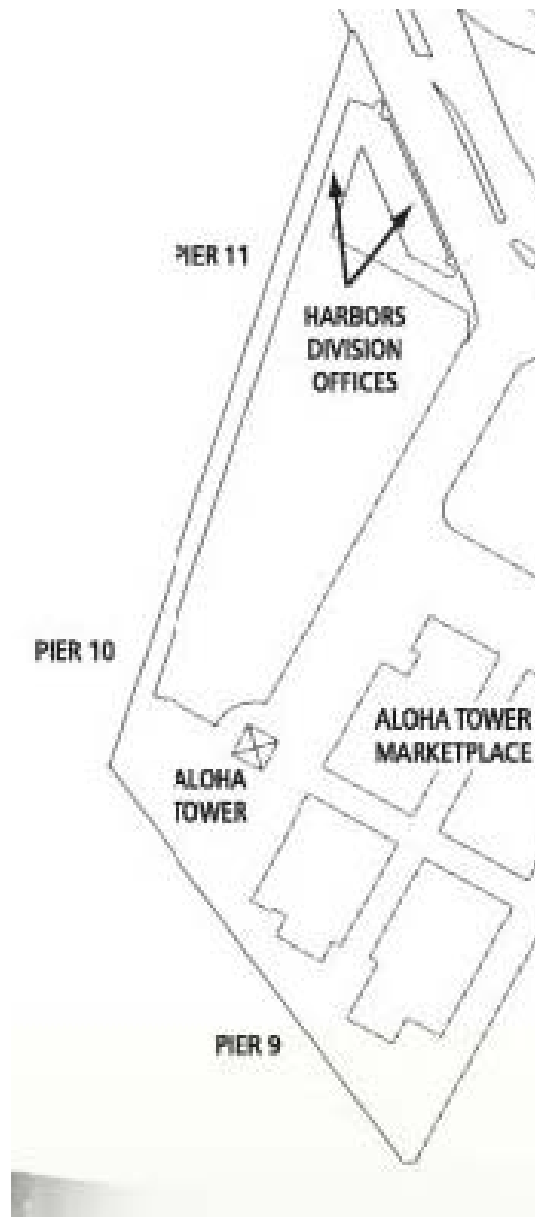 PIER 11
HARBORS
DIVISION
OFFICES
PIER 10
ALOHA TOWER
MARKETPLACE
ALOHA
TOWER
PIER 9